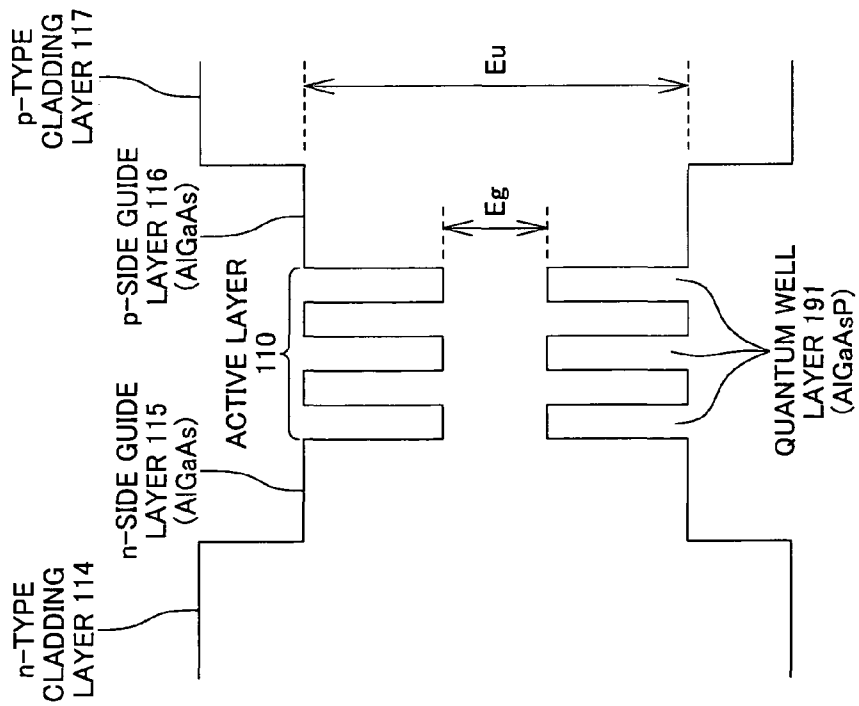 n-TYPE
CLADDING
LAYER 114
n-SIDE GUIDE
LAYER 115
(AlGaAs)
ACTIVE LAYER
110
p-SIDE GUIDE
LAYER 116
(AlGaAs)
p-TYPE
CLADDING
LAYER 117
Eg
Eu
QUANTUM WELL
LAYER 191
(AlGaAsP)